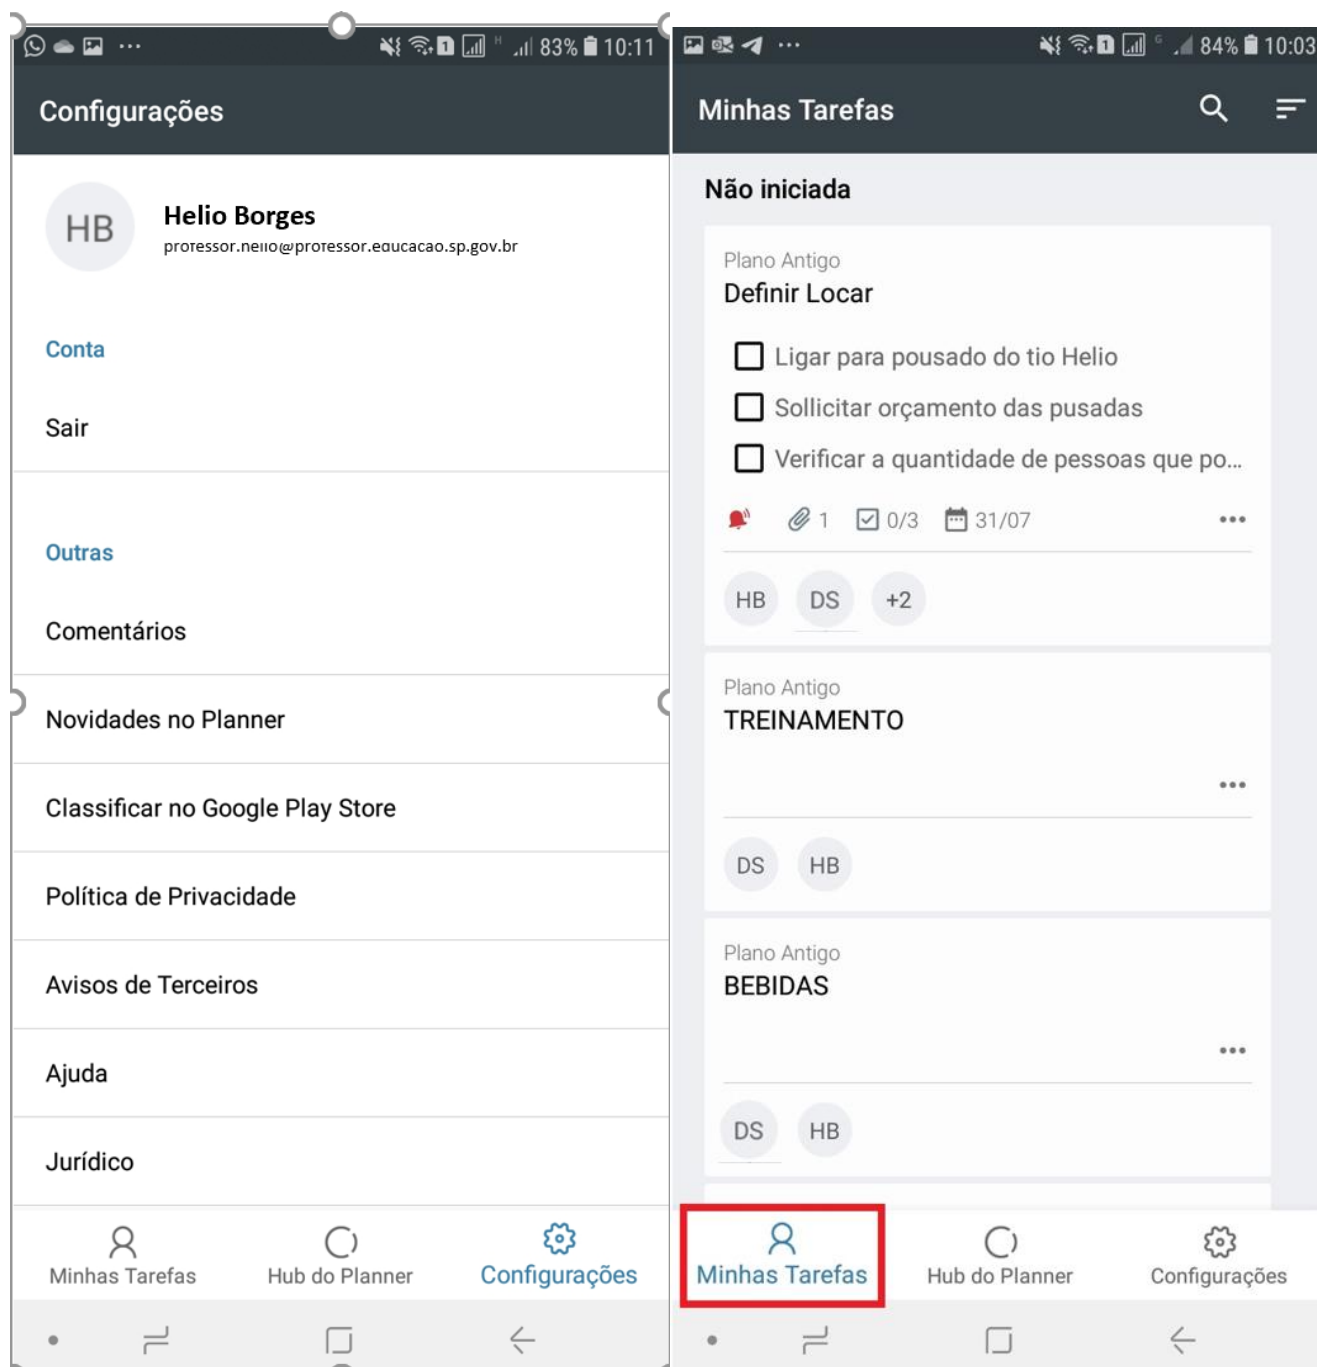 83% 10:11
Configurações
HB
Helio Borges
professor.helio@professor.educacao.sp.gov.br
Conta
Sair
Outras
Comentários
Novidades no Planner
Classificar no Google Play Store
Política de Privacidade
Avisos de Terceiros
Ajuda
Jurídico
Minhas Tarefas Hub do Planner Configurações
84% 10:03
Minhas Tarefas
Não iniciada
Plano Antigo
Definir Locar
Ligar para pousado do tio Helio
Sollicitar orçamento das pusadas
Verificar a quantidade de pessoas que po...
1 0/3 31/07
HB DS +2
Plano Antigo
TREINAMENTO
DS HB
Plano Antigo
BEBIDAS
DS HB
Minhas Tarefas Hub do Planner Configurações